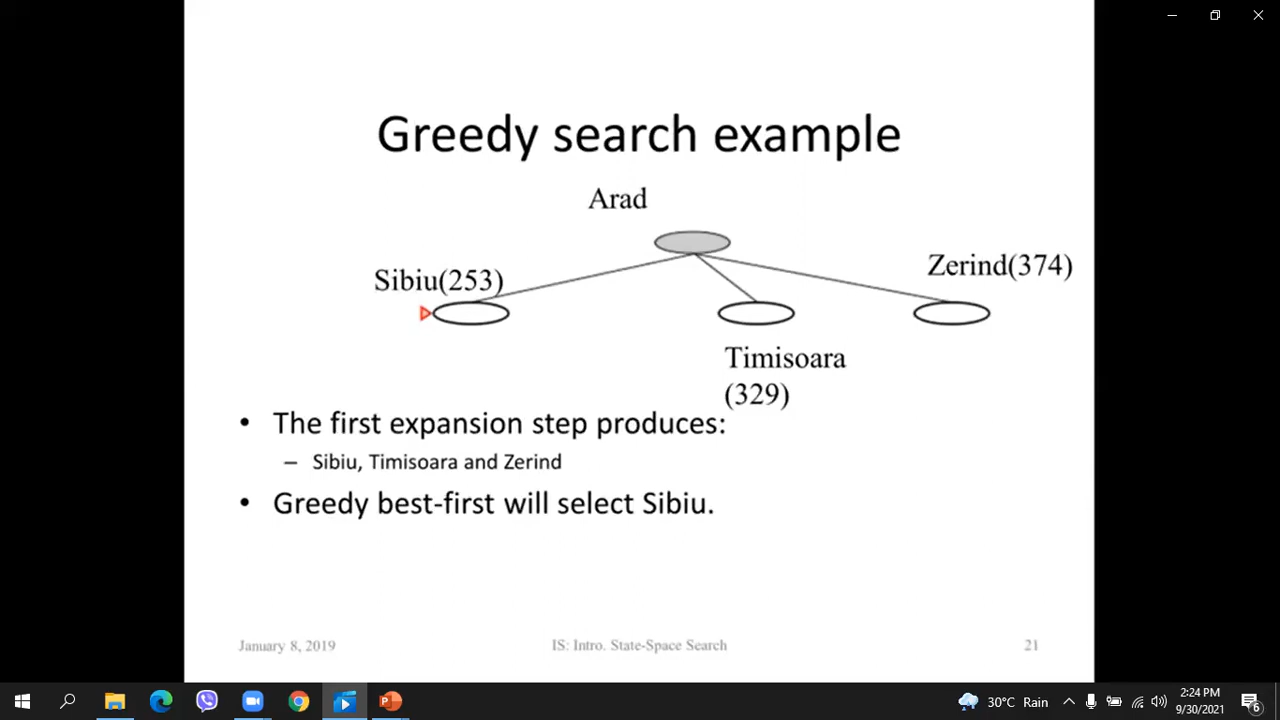 Greedy search example
Arad
Sibiu(253)
Zerind(374)
Timisoara
(329)
• The first expansion step produces:
– Sibiu, Timisoara and Zerind
• Greedy best-first will select Sibiu.
January 8, 2019
IS: Intro. State-Space Search
21
30°C Rain
2:24 PM
9/30/2021
6